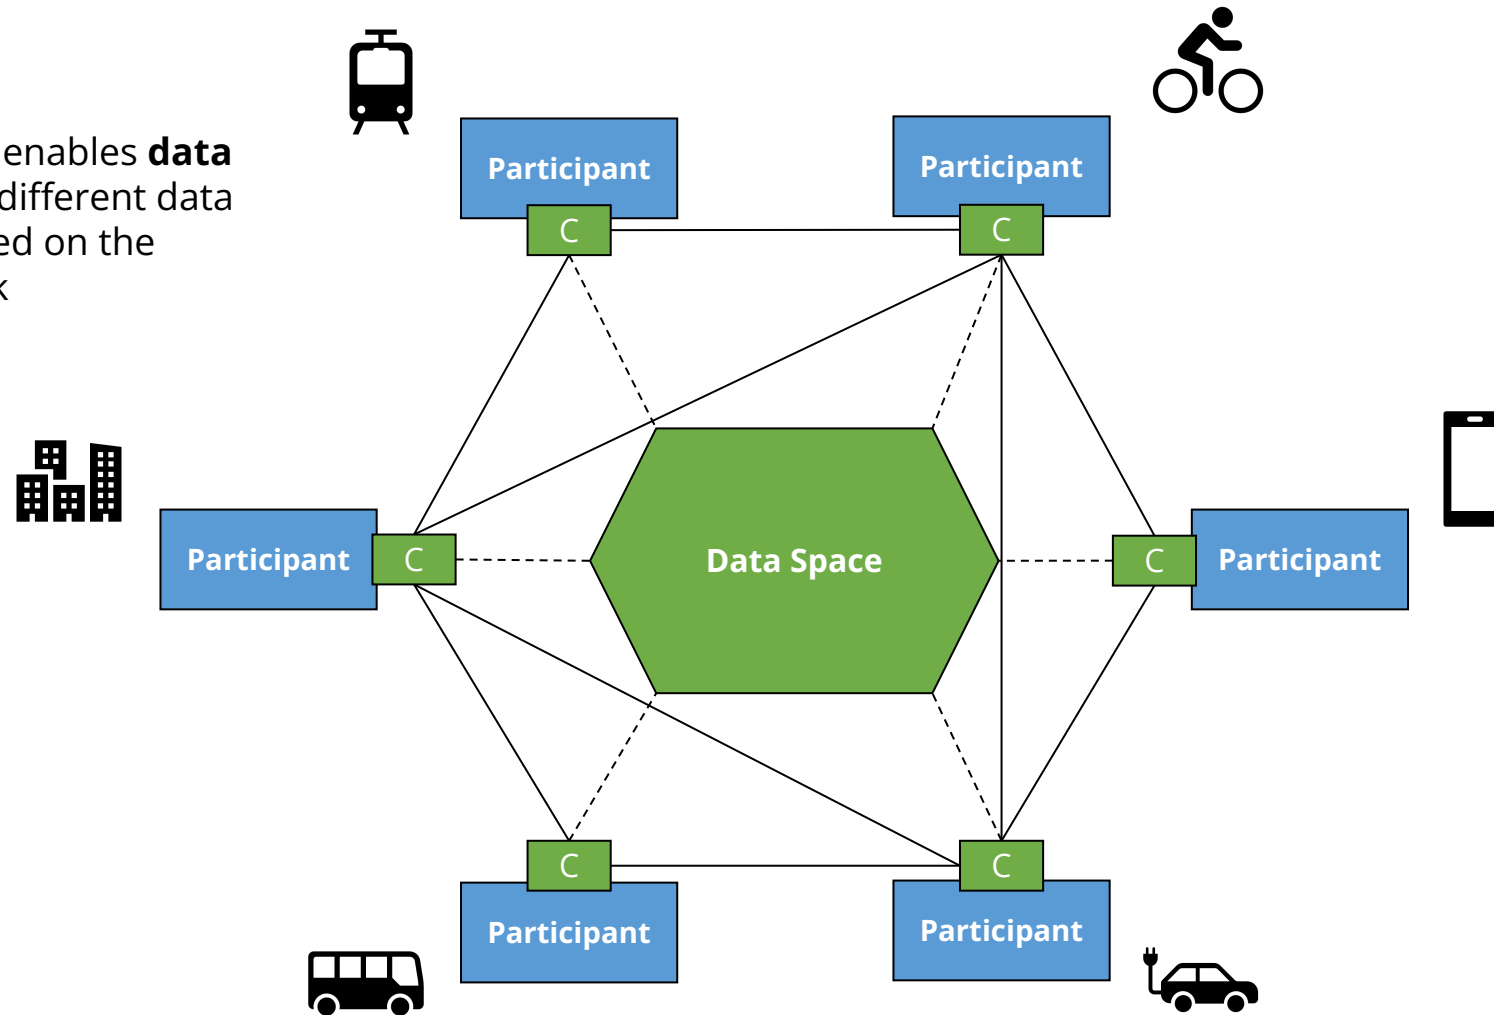 enables data
different data
ed on the
Participant
Participant
C
C
Participant
C
Data Space
C
Participant
C
C
Participant
Participant